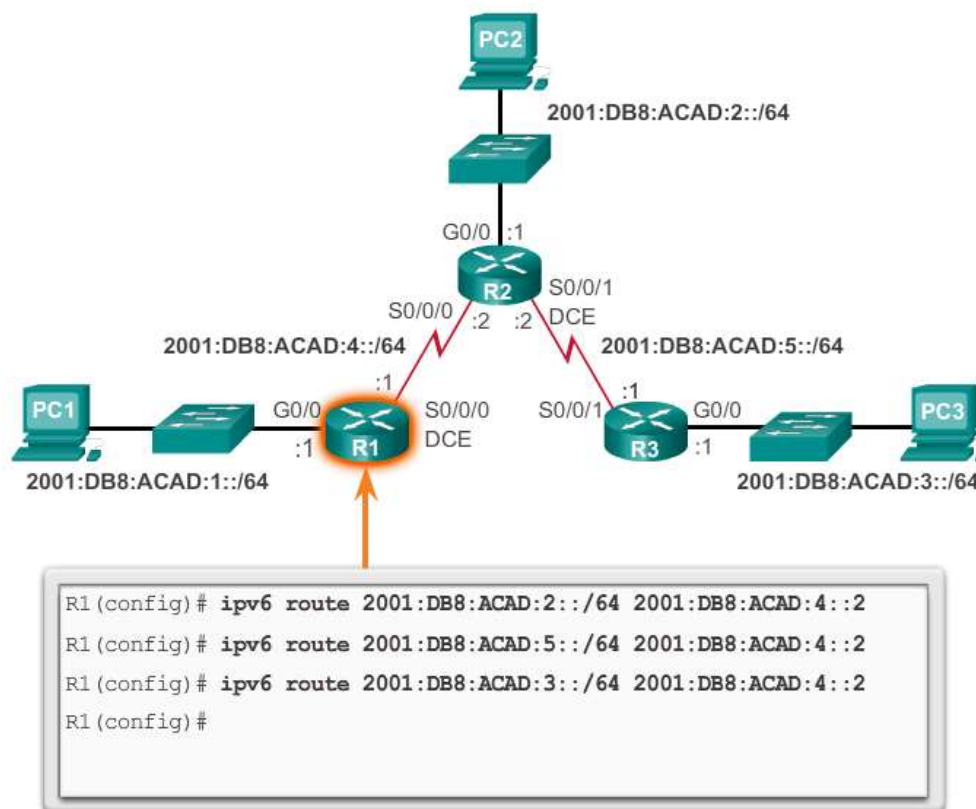 PC2
2001:DB8:ACAD:2::/64
G0/0 :1
R2
S0/0/0 S0/0/1
:2 :2 DCE
2001:DB8:ACAD:4::/64 2001:DB8:ACAD:5::/64
:1 :1
PC1 G0/0 S0/0/0 S0/0/1 G0/0 PC3
:1 R1 DCE R3 :1
2001:DB8:ACAD:1::/64 2001:DB8:ACAD:3::/64
R1(config)# ipv6 route 2001:DB8:ACAD:2::/64 2001:DB8:ACAD:4::2
R1(config)# ipv6 route 2001:DB8:ACAD:5::/64 2001:DB8:ACAD:4::2
R1(config)# ipv6 route 2001:DB8:ACAD:3::/64 2001:DB8:ACAD:4::2
R1(config)#